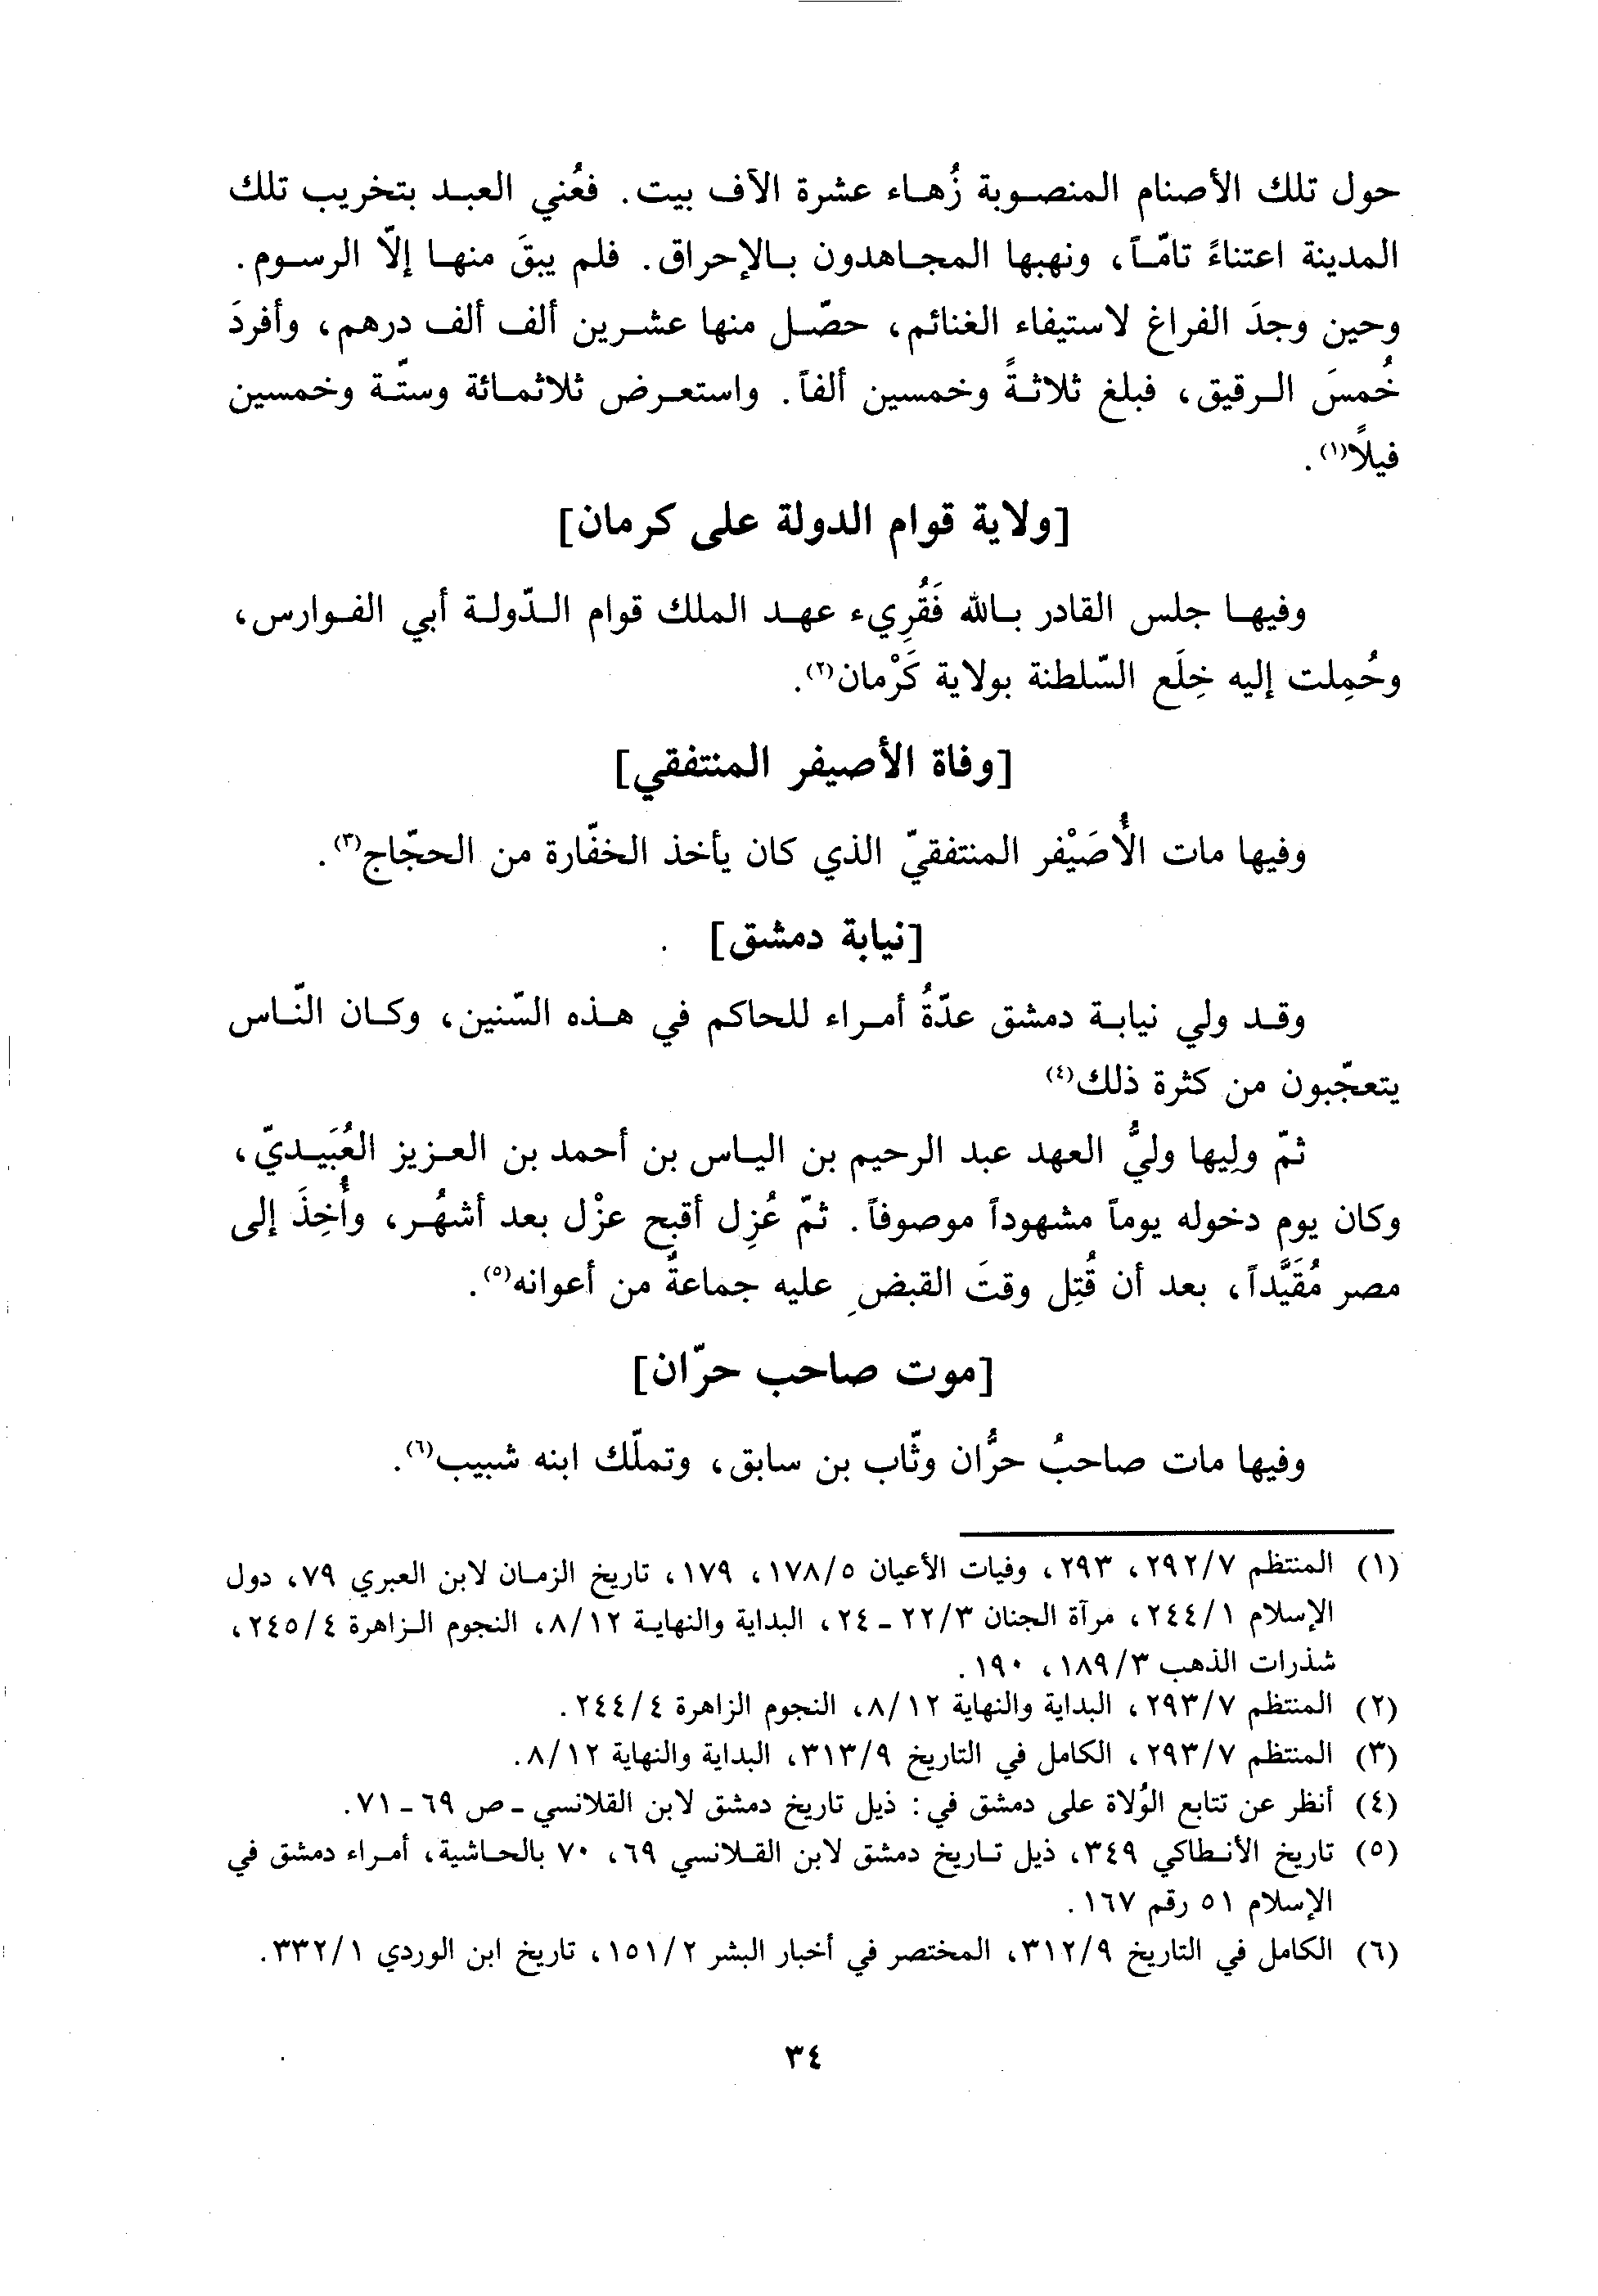 حول تلك الأصنام المنصوبة زُهاء عشرة الآف بيت. فعُني العبد بتخريب تلك
المدينة اعتناءً تامّاً، ونهبها المجاهدون بالإحراق. فلم يبقَ منها إلّا الرسوم.
وحين وجدَ الفراغ لاستيفاء الغنائم، حصّل منها عشرين ألف ألف درهم، وأفردَ
خُمسَ الرقيق، فبلغ ثلاثةً وخمسين ألفاً. واستعرض ثلاثمائة وستّة وخمسين
فيلاً(١).
[ولاية قوام الدولة على كرمان]
وفيها جلس القادر بالله فَقُرِيء عهد الملك قوام الدّولة أبي الفوارس،
وحُمِلت إليه خِلَع السّلطنة بولاية كَرْمان(٢).
[وفاة الأصيفر المنتفقي]
وفيها مات الأُصَيْفر المنتفقيّ الذي كان يأخذ الخفّارة من الحجّاج(٣).
[نيابة دمشق]
وقد ولي نيابة دمشق عدّةُ أمراء للحاكم في هذه السّنين، وكان النّاس
يتعجّبون من كثرة ذلك(٤)
ثمّ ولِيها وليُّ العهد عبد الرحيم بن الياس بن أحمد بن العزيز العُبَيديّ،
وكان يوم دخوله يوماً مشهوداً موصوفاً. ثمّ عُزِل أقبح عزْل بعد أشهُر، وأُخِذَ إلى
مصر مُقَيَّداً، بعد أن قُتِل وقتَ القبضِ عليه جماعةٌ من أعوانه(٥).
[موت صاحب حرّان]
وفيها مات صاحبُ حرُّان وثّاب بن سابق، وتملّك ابنه شبيب(٦).
(١) المنتظم ٢٩٢/٧، ٢٩٣، وفيات الأعيان ١٧٨/٥، ١٧٩، تاريخ الزمان لابن العبري ٧٩، دول
الإسلام ٢٤٤/١، مرآة الجنان ٢٢/٣ - ٢٤، البداية والنهاية ٨/١٢، النجوم الزاهرة ٢٤٥/٤،
شذرات الذهب ١٨٩/٣، ١٩٠.
(٢) المنتظم ٢٩٣/٧، البداية والنهاية ٨/١٢، النجوم الزاهرة ٢٤٤/٤.
(٣) المنتظم ٢٩٣/٧، الكامل في التاريخ ٣١٣/٩، البداية والنهاية ٨/١٢.
(٤) أنظر عن تتابع الوُلاة على دمشق في: ذيل تاريخ دمشق لابن القلانسي - ص ٦٩ - ٧١.
(٥) تاريخ الأنطاكي ٣٤٩، ذيل تاريخ دمشق لابن القلانسي ٦٩، ٧٠ بالحاشية، أمراء دمشق في
الإسلام ٥١ رقم ١٦٧.
(٦) الكامل في التاريخ ٣١٢/٩، المختصر في أخبار البشر ١٥١/٢، تاريخ ابن الوردي ٣٣٢/١.
٣٤